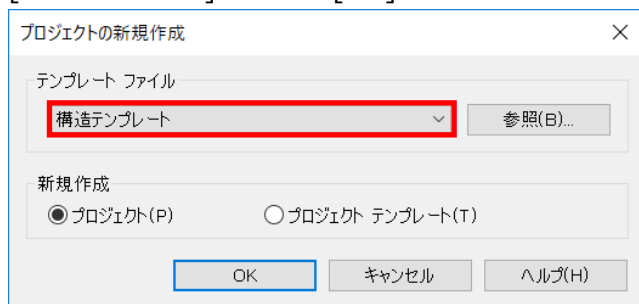 プロジェクトの新規作成
テンプレート ファイル
構造テンプレート 参照(B)...
新規作成
プロジェクト(P) プロジェクト テンプレート(T)
OK キャンセル ヘルプ(H)